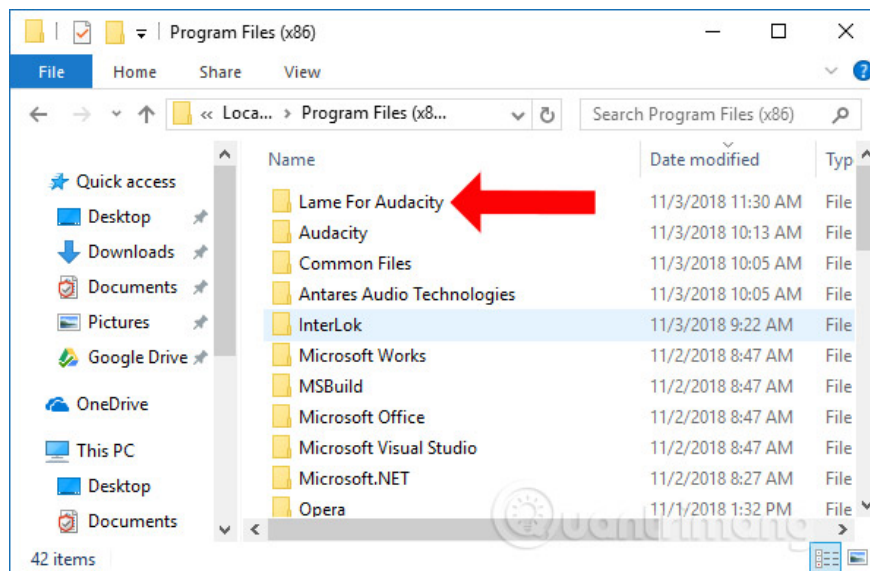 Program Files (x86)
File Home Share View
« Loca... › Program Files (x8...
Search Program Files (x86)
Name Date modified Typ
Quick access
Desktop
Downloads
Documents
Pictures
Google Drive
OneDrive
This PC
Desktop
Documents
Lame For Audacity 11/3/2018 11:30 AM File
Audacity 11/3/2018 10:13 AM File
Common Files 11/3/2018 10:05 AM File
Antares Audio Technologies 11/3/2018 10:05 AM File
InterLok 11/3/2018 9:22 AM File
Microsoft Works 11/2/2018 8:47 AM File
MSBuild 11/2/2018 8:47 AM File
Microsoft Office 11/2/2018 8:47 AM File
Microsoft Visual Studio 11/2/2018 8:47 AM File
Microsoft.NET 11/2/2018 8:27 AM File
Opera 11/1/2018 1:32 PM File
Quantrimang
42 items